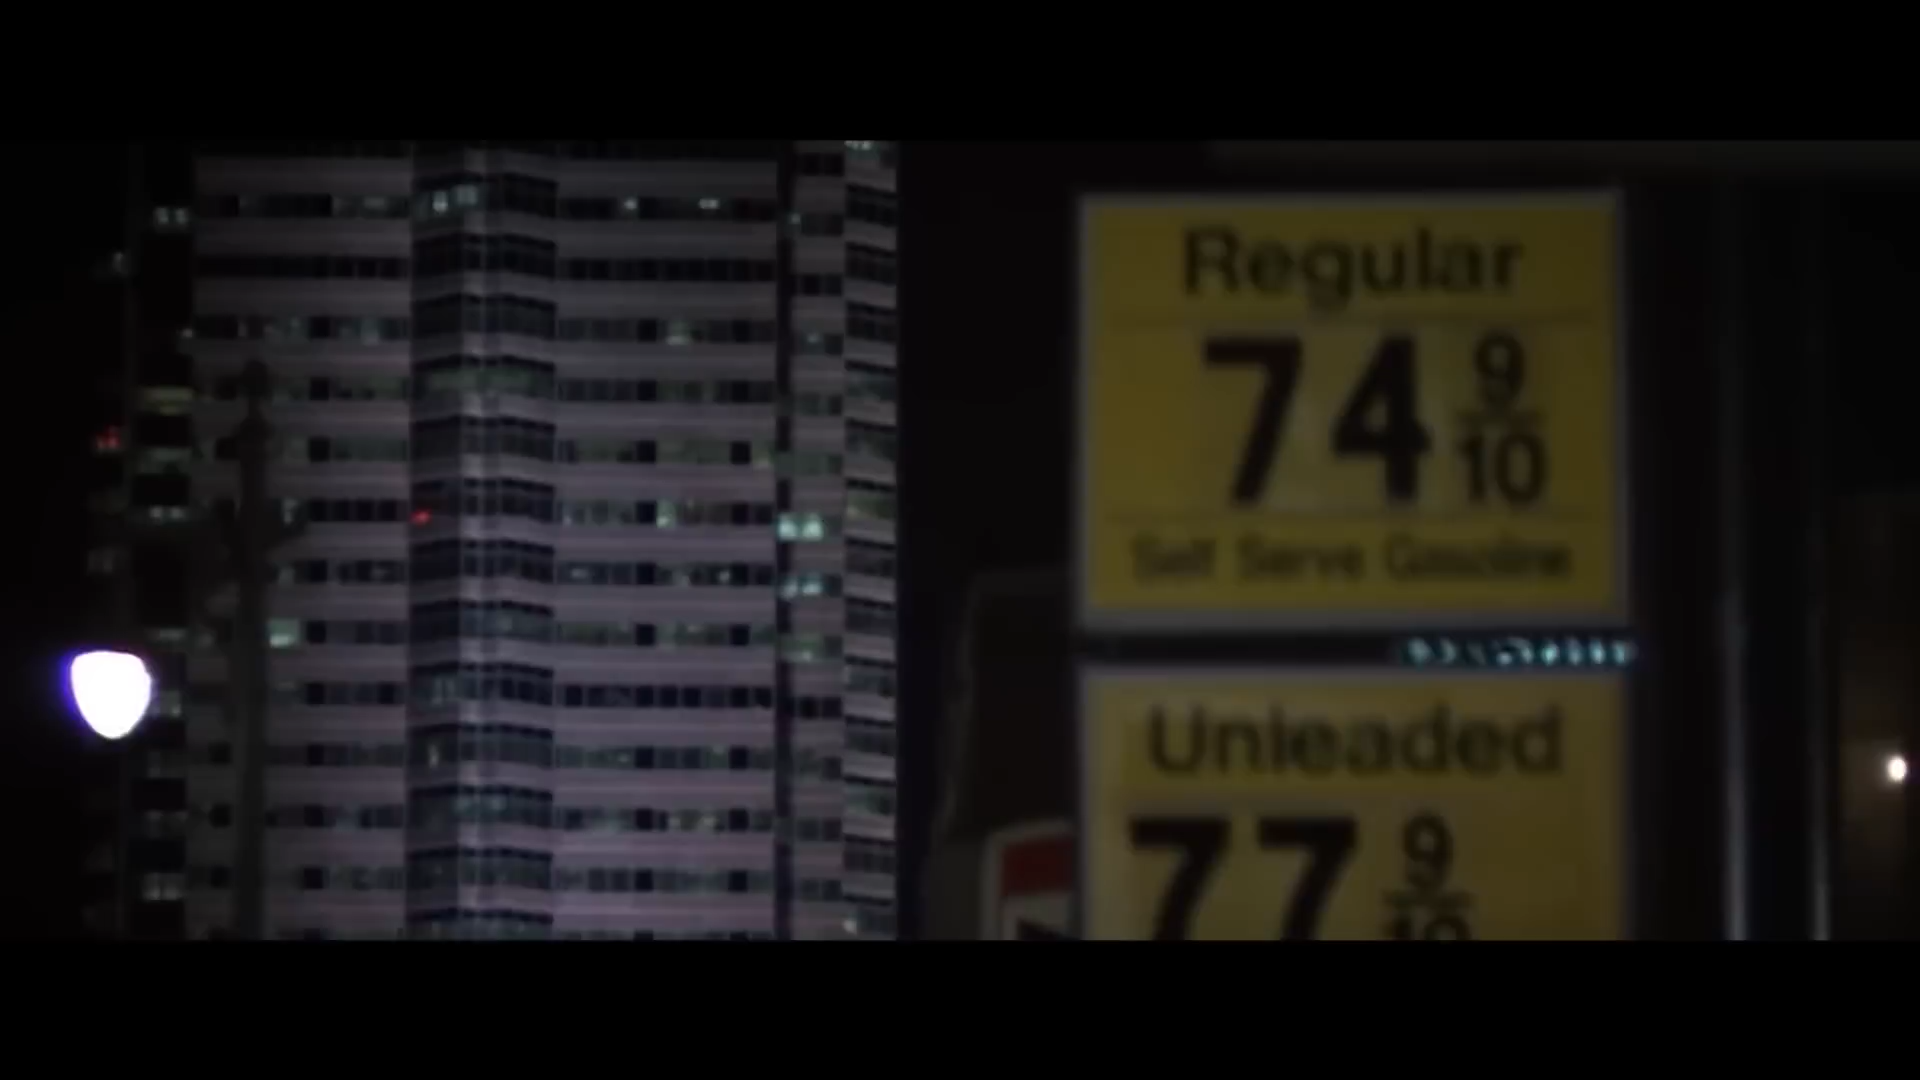 Regular
74 9/10
Self Serve Gasoline
Unleaded
77 9/10